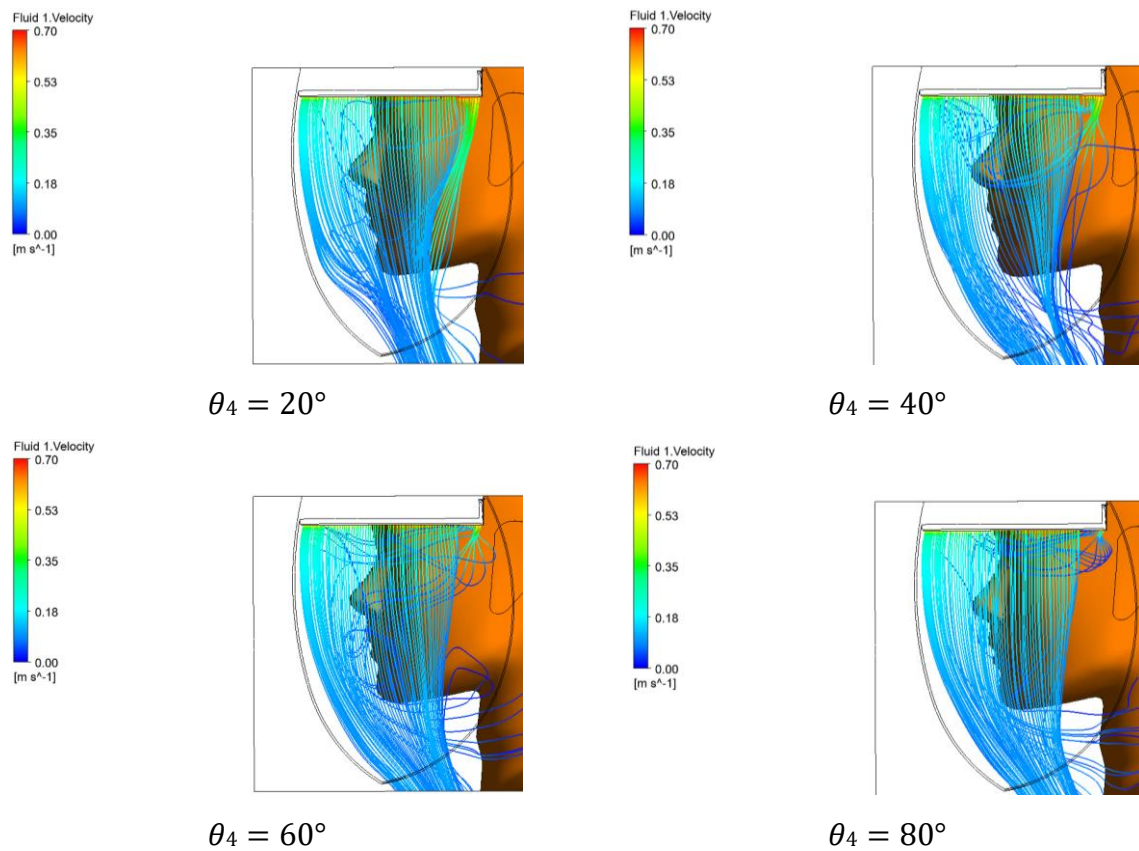 Fluid 1.Velocity
0.70
0.53
0.35
0.18
0.00
[m s^-1]
θ₄ = 20°
Fluid 1.Velocity
0.70
0.53
0.35
0.18
0.00
[m s^-1]
θ₄ = 40°
Fluid 1.Velocity
0.70
0.53
0.35
0.18
0.00
[m s^-1]
θ₄ = 60°
Fluid 1.Velocity
0.70
0.53
0.35
0.18
0.00
[m s^-1]
θ₄ = 80°